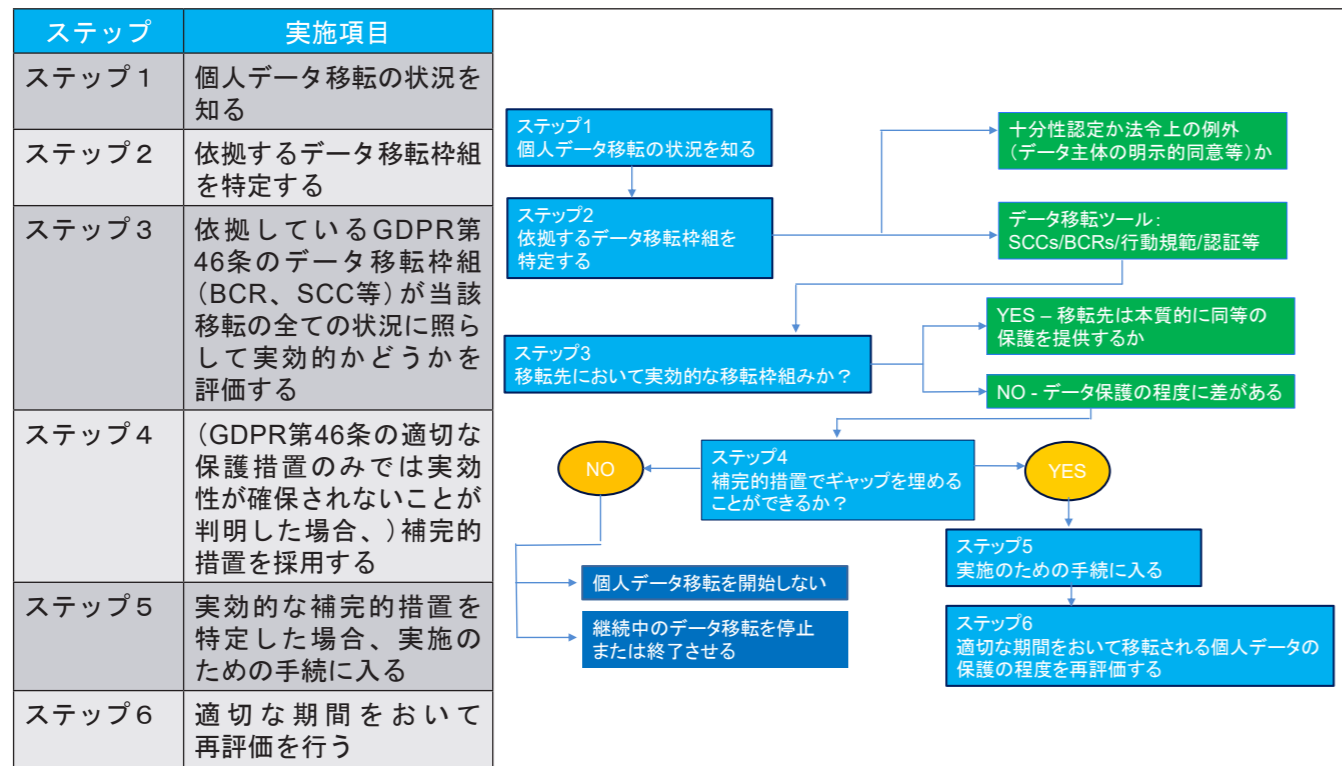 ステップ 実施項目
ステップ1 個人データ移転の状況を
知る
ステップ2 依拠するデータ移転枠組
を特定する
ステップ3 依拠しているGDPR第
46条のデータ移転枠組
(BCR、SCC等)が当該
移転の全ての状況に照ら
して実効的かどうかを
評価する
ステップ4 (GDPR第46条の適切な
保護措置のみでは実効
性が確保されないことが
判明した場合、)補完的
措置を採用する
ステップ5 実効的な補完的措置を
特定した場合、実施の
ための手続に入る
ステップ6 適切な期間をおいて
再評価を行う
ステップ1
個人データ移転の状況を知る
十分性認定か法令上の例外
(データ主体の明示的同意等)か
ステップ2
依拠するデータ移転枠組を
特定する
データ移転ツール:
SCCs/BCRs/行動規範/認証等
ステップ3
移転先において実効的な移転枠組みか?
YES – 移転先は本質的に同等の
保護を提供するか
NO - データ保護の程度に差がある
ステップ4
補完的措置でギャップを埋める
ことができるか?
NO
YES
個人データ移転を開始しない
継続中のデータ移転を停止
または終了させる
ステップ5
実施のための手続に入る
ステップ6
適切な期間をおいて移転される個人データの
保護の程度を再評価する